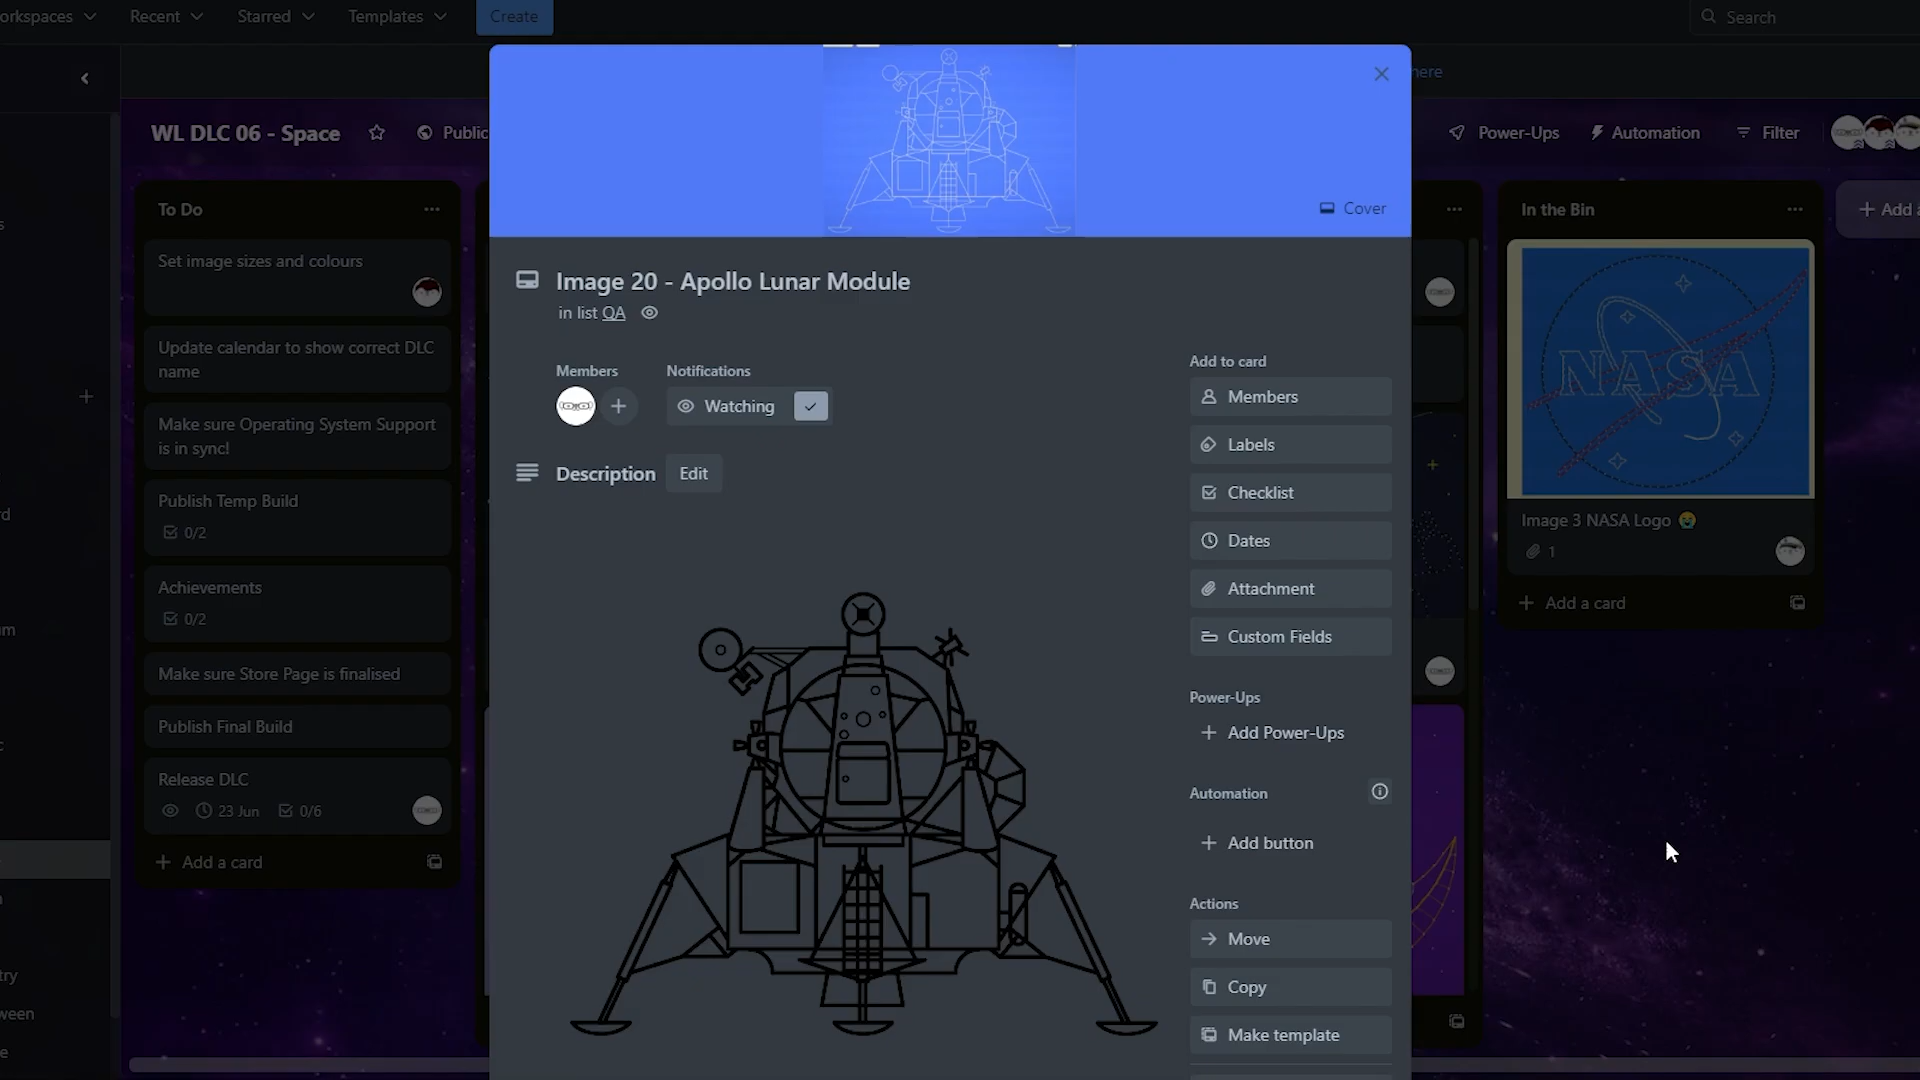 orkspaces
Recent
Starred
Templates
Create
Search
here
WL DLC 06 - Space
Public
Power-Ups
Automation
Filter
Cover
To Do
Set image sizes and colours
Update calendar to show correct DLC
name
Make sure Operating System Support
is in sync!
Publish Temp Build
0/2
Achievements
0/2
Make sure Store Page is finalised
Publish Final Build
Release DLC
23 Jun
0/6
Add a card
Image 20 - Apollo Lunar Module
in list QA
Members
Notifications
Watching
Description
Edit
Add to card
Members
Labels
Checklist
Dates
Attachment
Custom Fields
Power-Ups
Add Power-Ups
Automation
Add button
Actions
Move
Copy
Make template
In the Bin
NASA
Image 3 NASA Logo 😭
1
Add a card
Add a